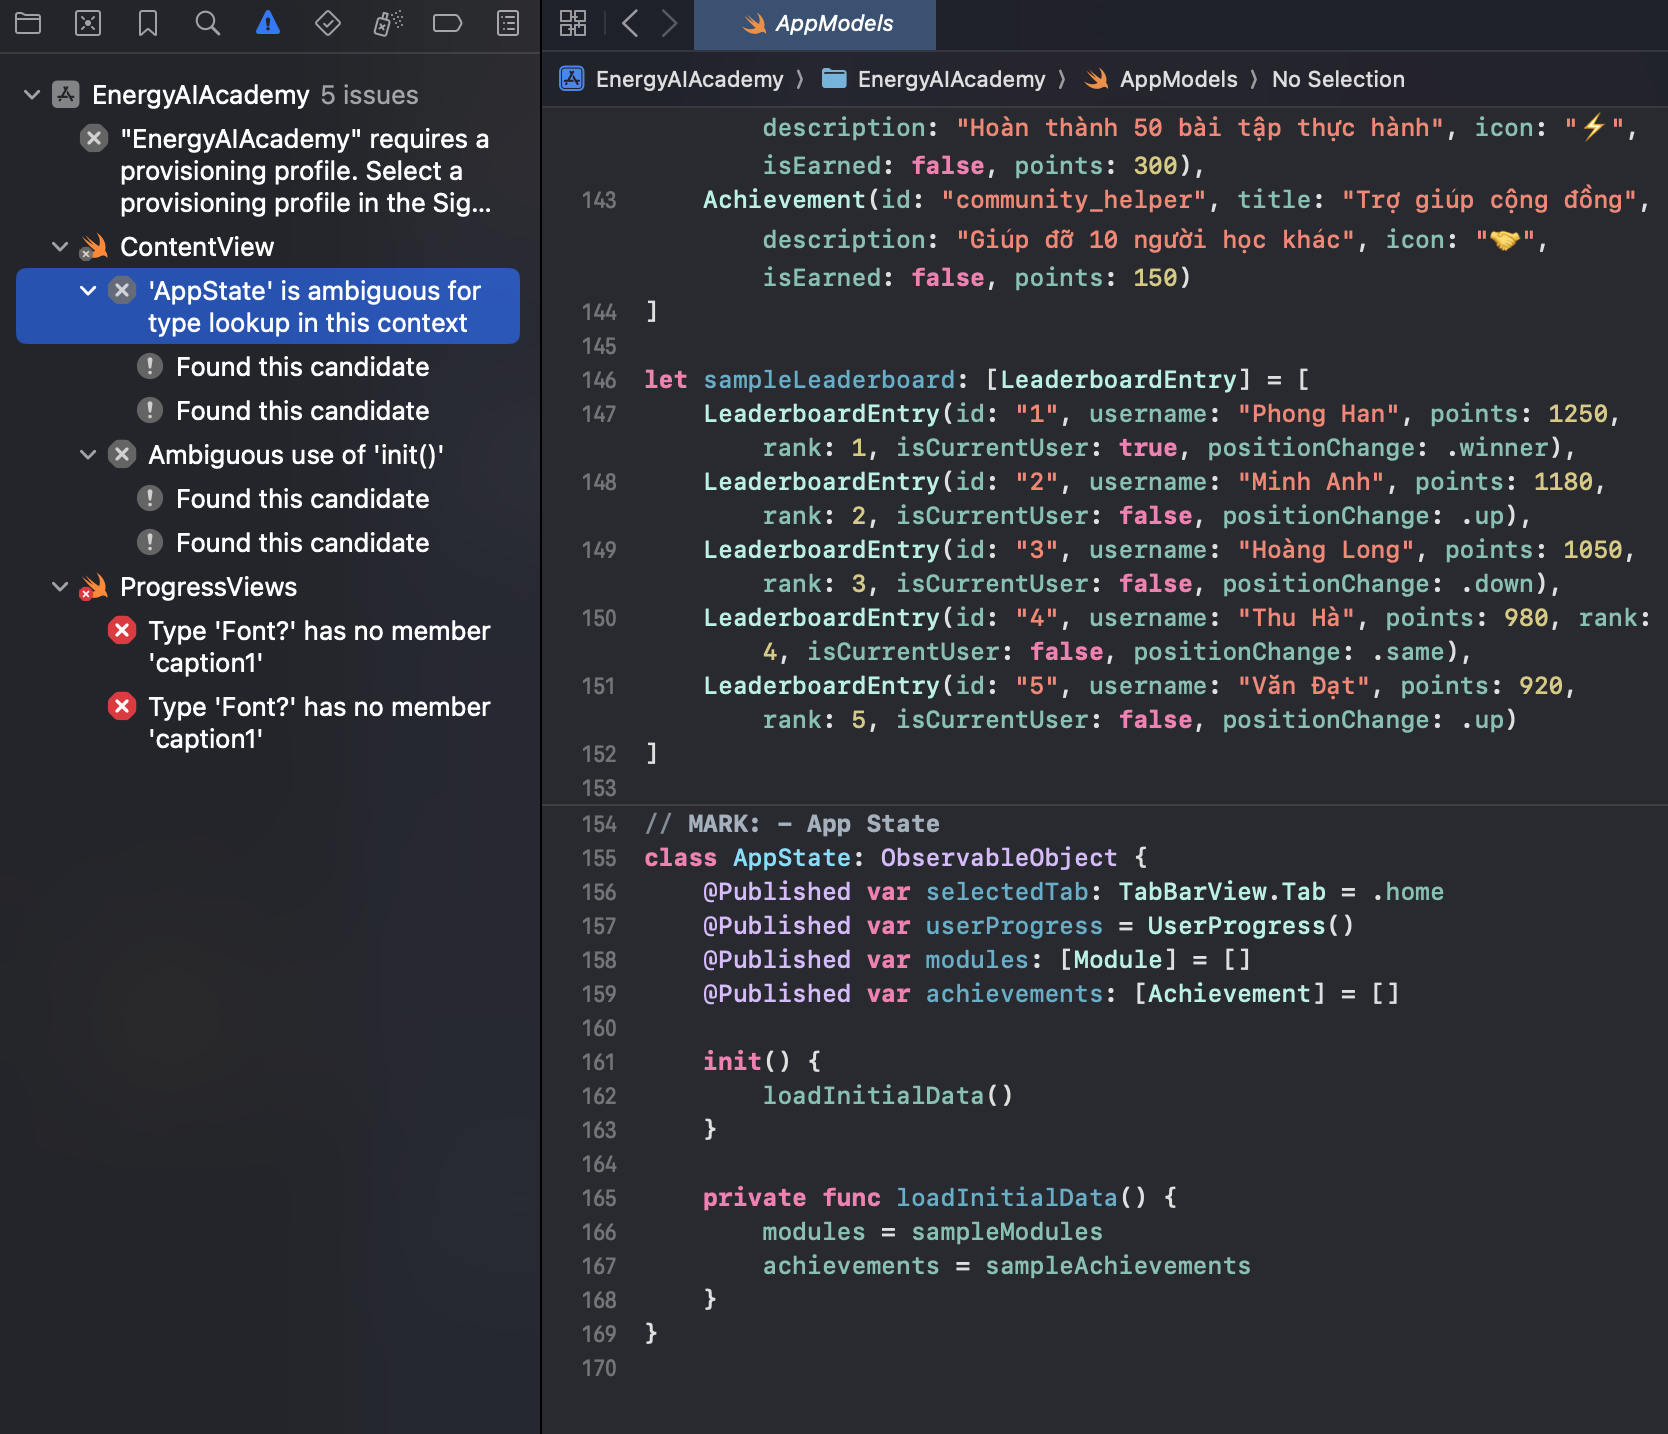 EnergyAIAcademy 5 issues
"EnergyAIAcademy" requires a
provisioning profile. Select a
provisioning profile in the Sig...
ContentView
'AppState' is ambiguous for
type lookup in this context
Found this candidate
Found this candidate
Ambiguous use of 'init()'
Found this candidate
Found this candidate
ProgressViews
Type 'Font?' has no member
'caption1'
Type 'Font?' has no member
'caption1'
AppModels
EnergyAIAcademy 〉 EnergyAIAcademy 〉 AppModels 〉 No Selection
description: "Hoàn thành 50 bài tập thực hành", icon: "⚡",
isEarned: false, points: 300),
143 Achievement(id: "community_helper", title: "Trợ giúp cộng đồng",
description: "Giúp đỡ 10 người học khác", icon: "🤝",
isEarned: false, points: 150)
144 ]
145
146 let sampleLeaderboard: [LeaderboardEntry] = [
147 LeaderboardEntry(id: "1", username: "Phong Han", points: 1250,
rank: 1, isCurrentUser: true, positionChange: .winner),
148 LeaderboardEntry(id: "2", username: "Minh Anh", points: 1180,
rank: 2, isCurrentUser: false, positionChange: .up),
149 LeaderboardEntry(id: "3", username: "Hoàng Long", points: 1050,
rank: 3, isCurrentUser: false, positionChange: .down),
150 LeaderboardEntry(id: "4", username: "Thu Hà", points: 980, rank:
4, isCurrentUser: false, positionChange: .same),
151 LeaderboardEntry(id: "5", username: "Văn Đạt", points: 920,
rank: 5, isCurrentUser: false, positionChange: .up)
152 ]
153
154 // MARK: - App State
155 class AppState: ObservableObject {
156 @Published var selectedTab: TabBarView.Tab = .home
157 @Published var userProgress = UserProgress()
158 @Published var modules: [Module] = []
159 @Published var achievements: [Achievement] = []
160
161 init() {
162 loadInitialData()
163 }
164
165 private func loadInitialData() {
166 modules = sampleModules
167 achievements = sampleAchievements
168 }
169 }
170